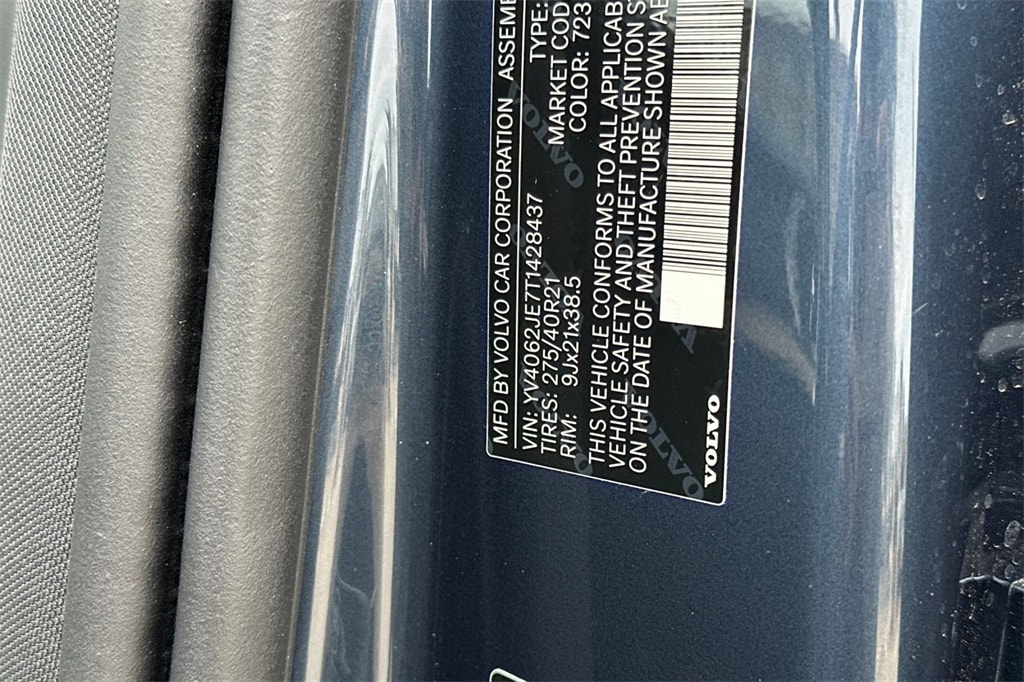 MFD BY VOLVO CAR CORPORATION ASSEME
VIN: YV4062JE7T1428437 TYPE:
TIRES: 275/40R21 MARKET COD
RIM: 9Jx21x38.5 COLOR: 723
THIS VEHICLE CONFORMS TO ALL APPLICAB
VEHICLE SAFETY AND THEFT PREVENTION S
ON THE DATE OF MANUFACTURE SHOWN AB
VOLVO